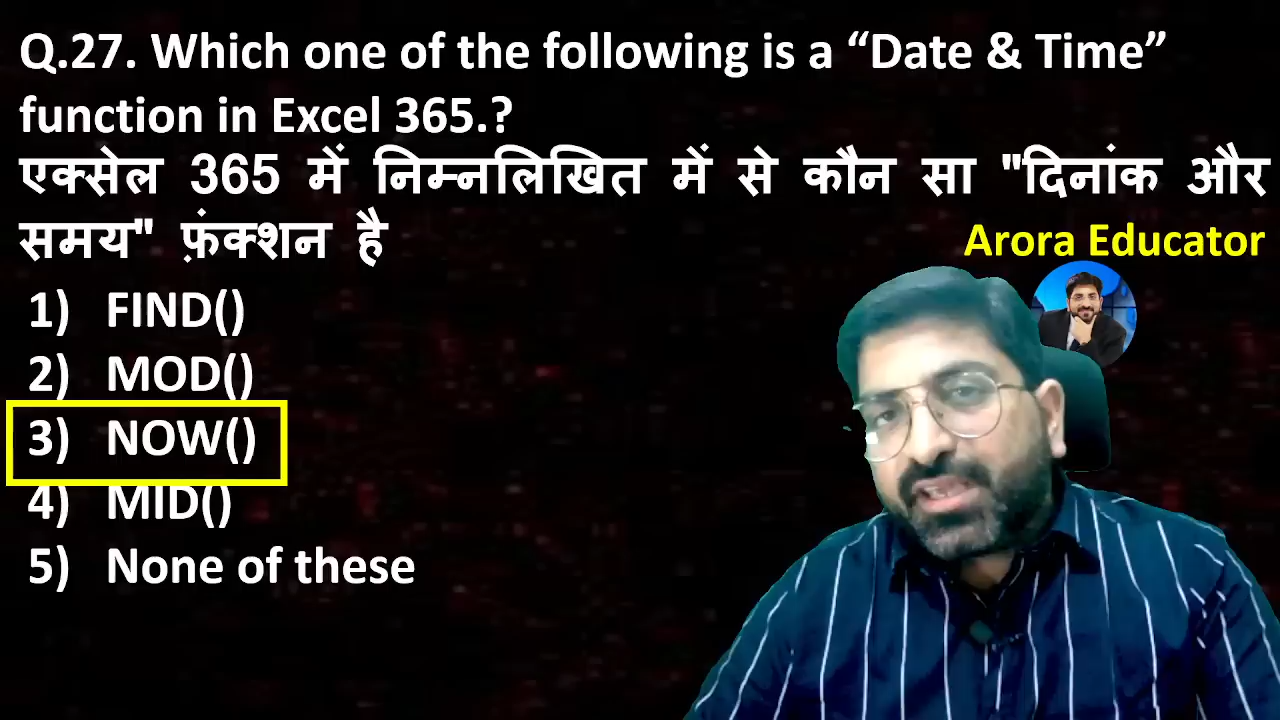 Q.27. Which one of the following is a “Date & Time”
function in Excel 365.?
एक्सेल 365 में निम्नलिखित में से कौन सा "दिनांक और
समय" फ़ंक्शन है
Arora Educator
1) FIND()
2) MOD()
3) NOW()
4) MID()
5) None of these